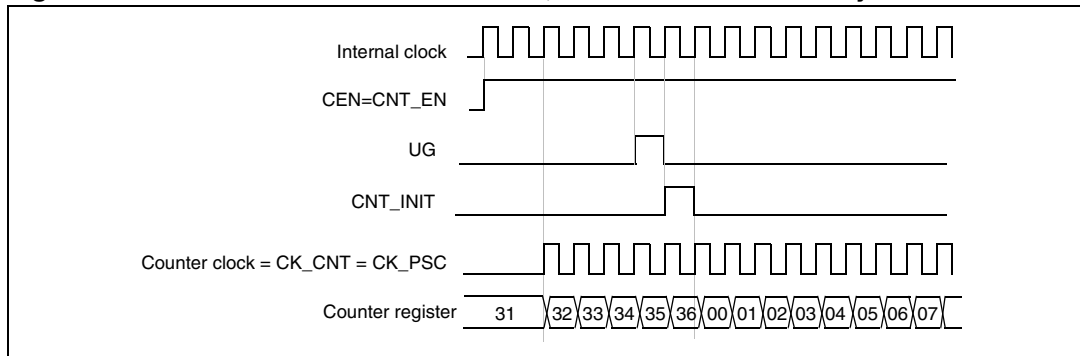 Internal clock
CEN=CNT_EN
UG
CNT_INIT
Counter clock = CK_CNT = CK_PSC
Counter register 31 32 33 34 35 36 00 01 02 03 04 05 06 07